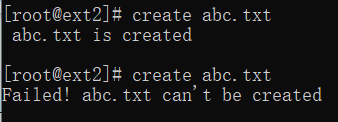 [root@ext2]# create abc.txt
abc.txt is created
[root@ext2]# create abc.txt
Failed! abc.txt can't be created